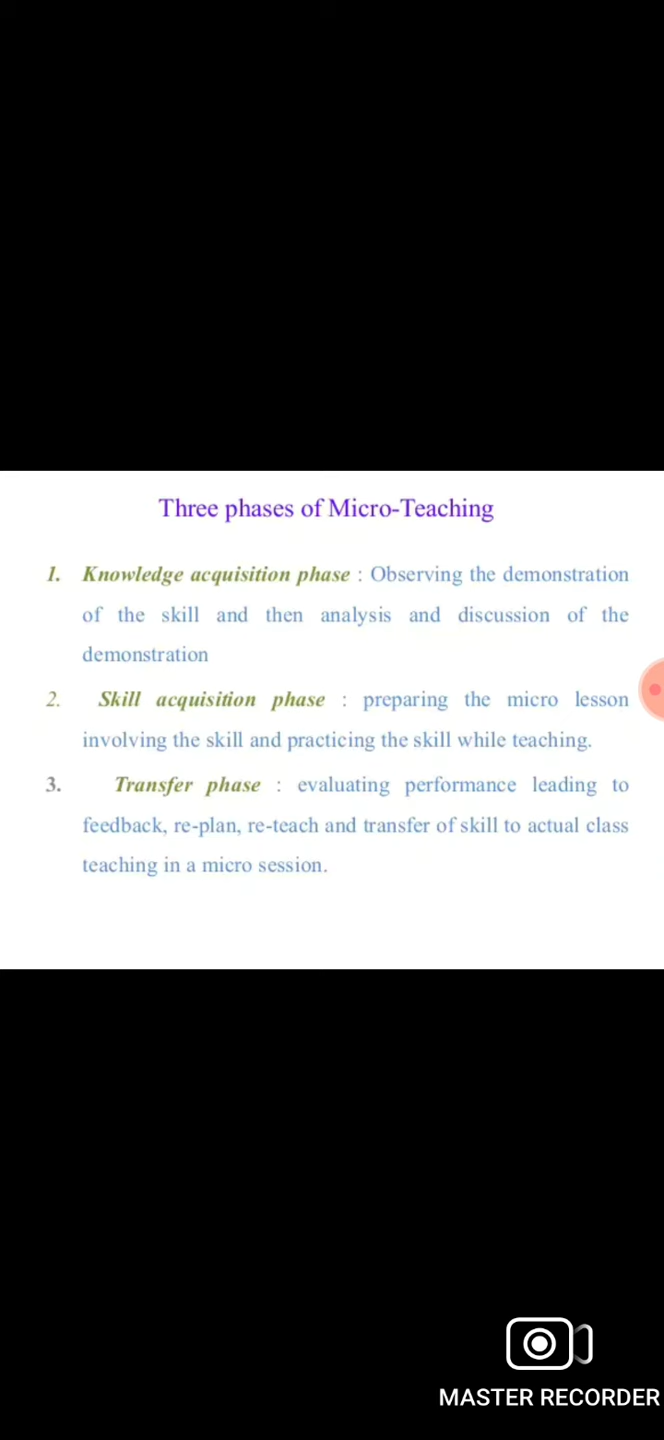 Three phases of Micro-Teaching
1. Knowledge acquisition phase : Observing the demonstration
of the skill and then analysis and discussion of the
demonstration
2. Skill acquisition phase : preparing the micro lesson
involving the skill and practicing the skill while teaching.
3. Transfer phase : evaluating performance leading to
feedback, re-plan, re-teach and transfer of skill to actual class
teaching in a micro session.
MASTER RECORDER